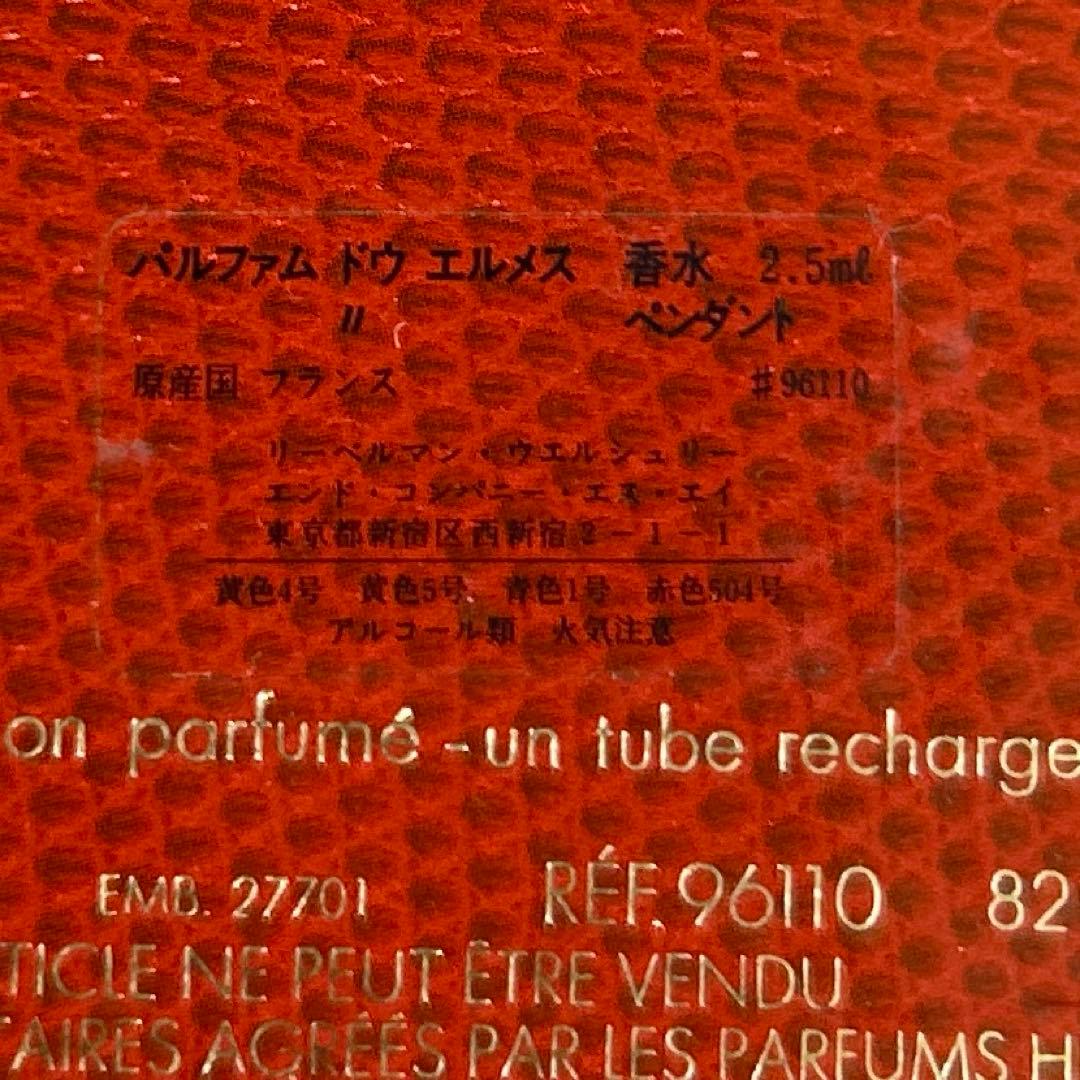 パルファム ドウ エルメス 香水 2.5ml
〃 ペンダント
原産国 フランス #96110
リーベルマン・ウエルシュリー
エンド・コンパニー・エス・エイ
東京都新宿区西新宿2-1-1
黄色4号 黄色5号 青色1号 赤色504号
アルコール類 火気注意
on parfumé - un tube recharge
EMB. 27701 RÉF. 96110 82
TICLE NE PEUT ÊTRE VENDU
TAIRES AGRÉÉS PAR LES PARFUMS H